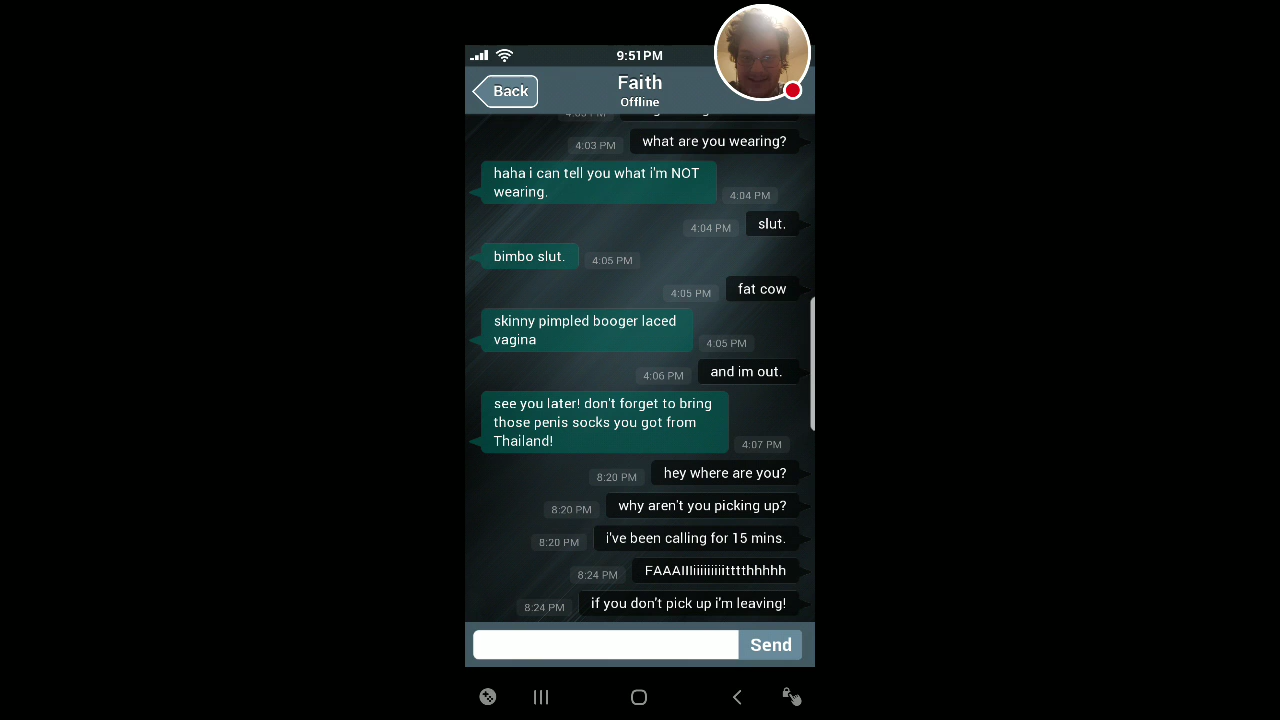 9:51PM
Faith
Back
Offline
4:03 PM
what are you wearing?
haha i can tell you what i'm NOT
wearing.
4:04 PM
4:04 PM
slut.
bimbo slut.
4:05 PM
4:05 PM
fat cow
skinny pimpled booger laced
vagina
4:05 PM
4:06 PM
and im out.
see you later! don't forget to bring
those penis socks you got from
Thailand!
4:07 PM
8:20 PM
hey where are you?
8:20 PM
why aren't you picking up?
8:20 PM
i've been calling for 15 mins.
8:24 PM
FAAAIIIiiiiiiiiitttthhhhh
8:24 PM
if you don't pick up i'm leaving!
Send